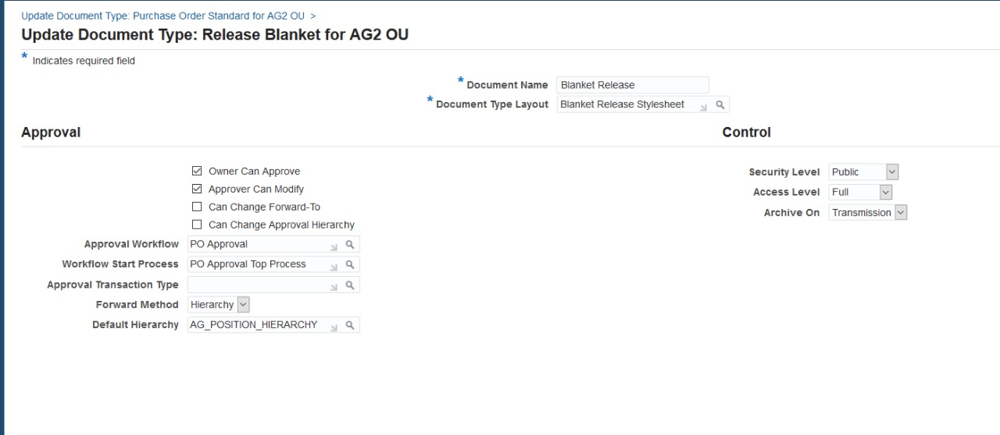 Update Document Type: Purchase Order Standard for AG2 OU >
Update Document Type: Release Blanket for AG2 OU
* Indicates required field
* Document Name Blanket Release
* Document Type Layout Blanket Release Stylesheet
Approval
Control
Owner Can Approve
Security Level Public
Approver Can Modify
Access Level Full
Can Change Forward-To
Archive On Transmission
Can Change Approval Hierarchy
Approval Workflow PO Approval
Workflow Start Process PO Approval Top Process
Approval Transaction Type
Forward Method Hierarchy
Default Hierarchy AG_POSITION_HIERARCHY